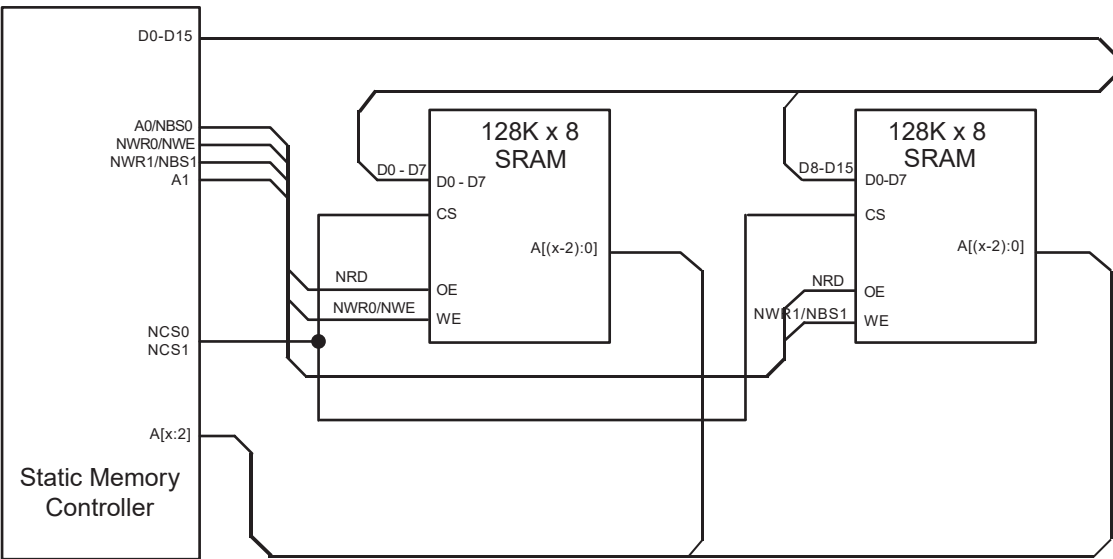 D0-D15
A0/NBS0
NWR0/NWE
NWR1/NBS1
A1
128K x 8
SRAM
128K x 8
SRAM
D0 - D7
D0 - D7
D8-D15
D0-D7
CS
CS
A[(x-2):0]
A[(x-2):0]
NRD
OE
NRD
OE
NWR0/NWE
WE
NWR1/NBS1
WE
NCS0
NCS1
A[x:2]
Static Memory
Controller